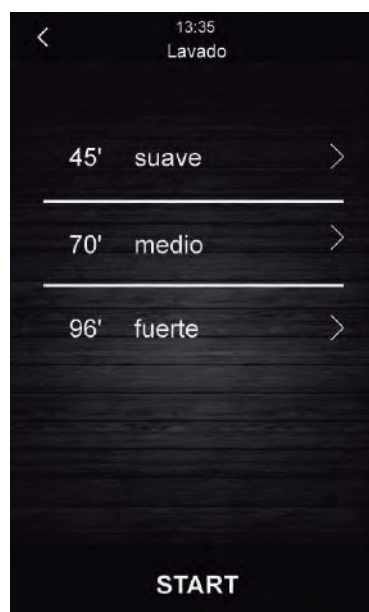 13:35
Lavado
45' suave
70' medio
96' fuerte
START